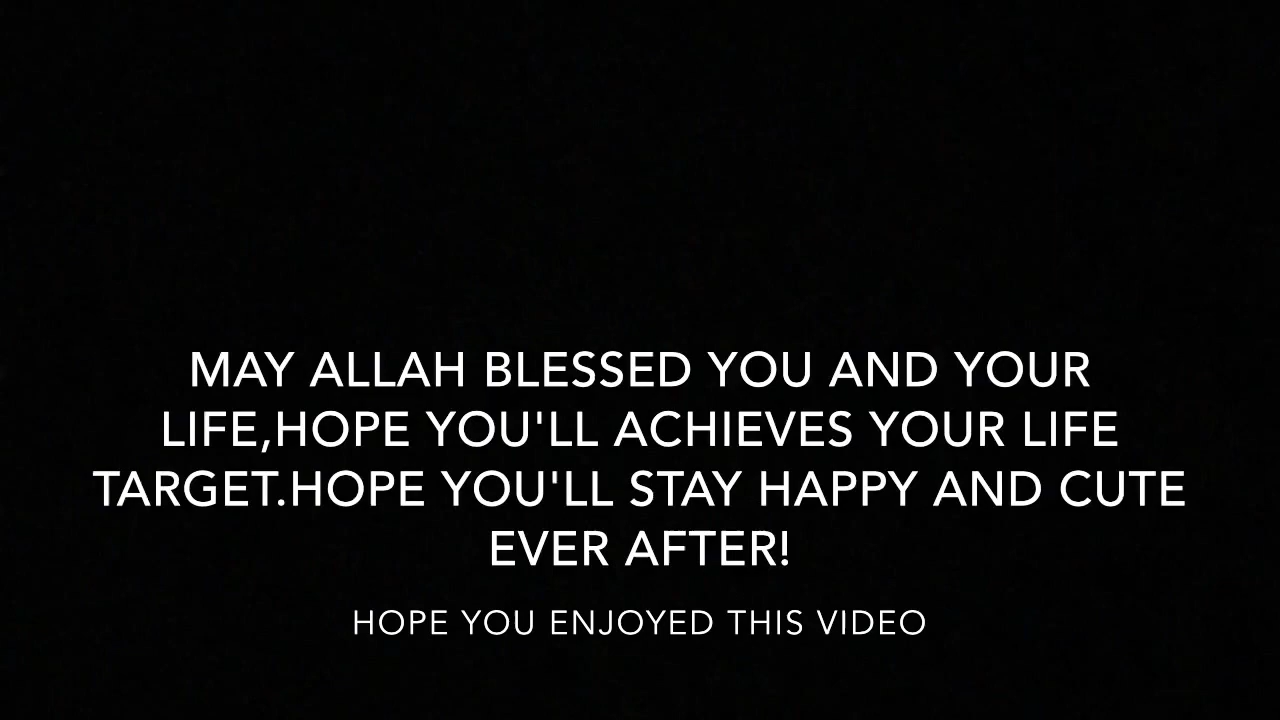 MAY ALLAH BLESSED YOU AND YOUR
LIFE,HOPE YOU'LL ACHIEVES YOUR LIFE
TARGET.HOPE YOU'LL STAY HAPPY AND CUTE
EVER AFTER!
HOPE YOU ENJOYED THIS VIDEO